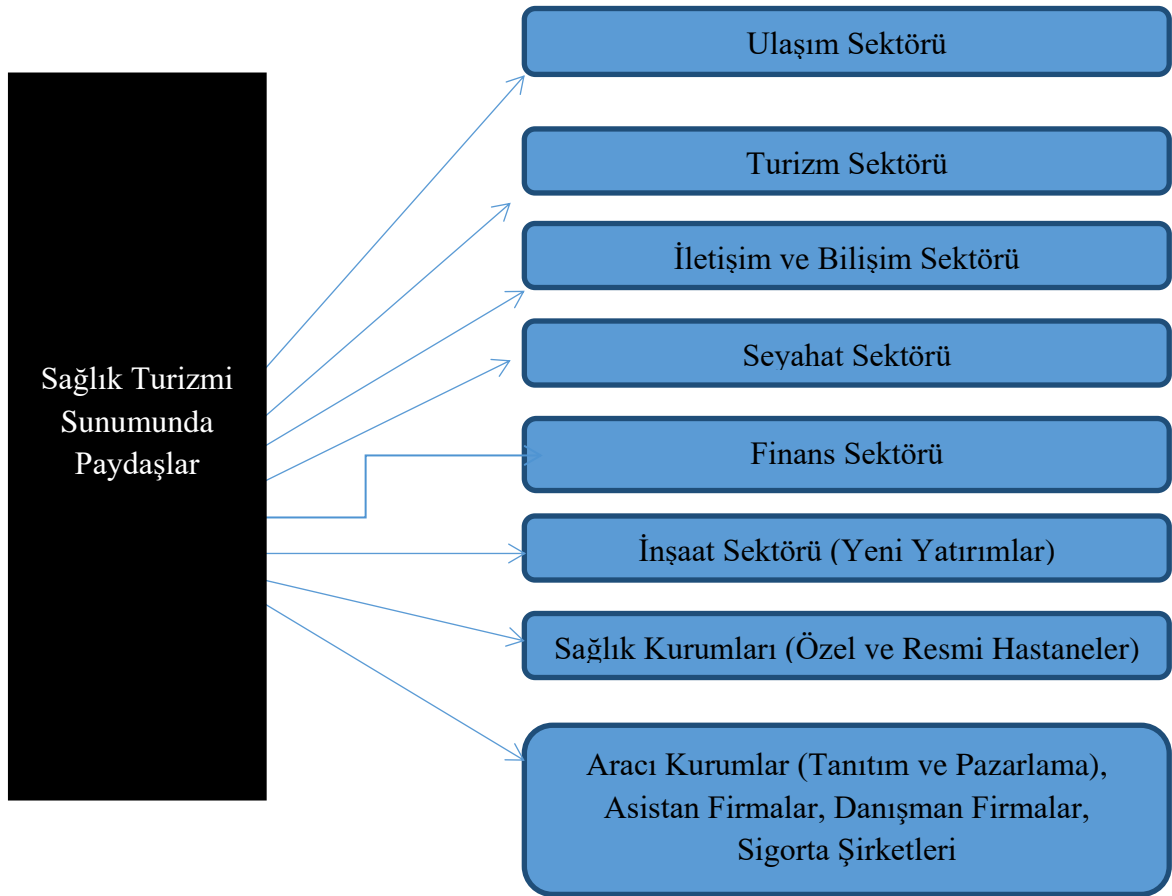 Sağlık Turizmi
Sunumunda
Paydaşlar
Ulaşım Sektörü
Turizm Sektörü
İletişim ve Bilişim Sektörü
Seyahat Sektörü
Finans Sektörü
İnşaat Sektörü (Yeni Yatırımlar)
Sağlık Kurumları (Özel ve Resmi Hastaneler)
Aracı Kurumlar (Tanıtım ve Pazarlama),
Asistan Firmalar, Danışman Firmalar,
Sigorta Şirketleri